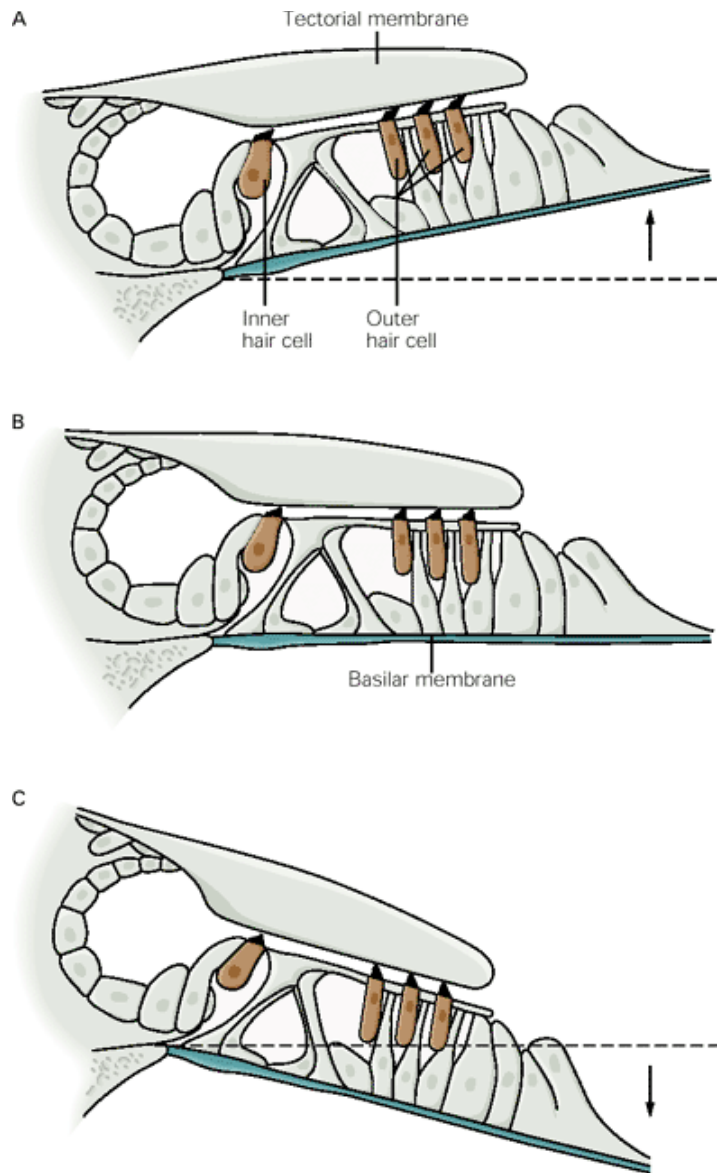 A
Tectorial membrane
Inner
hair cell
Outer
hair cell
B
Basilar membrane
C